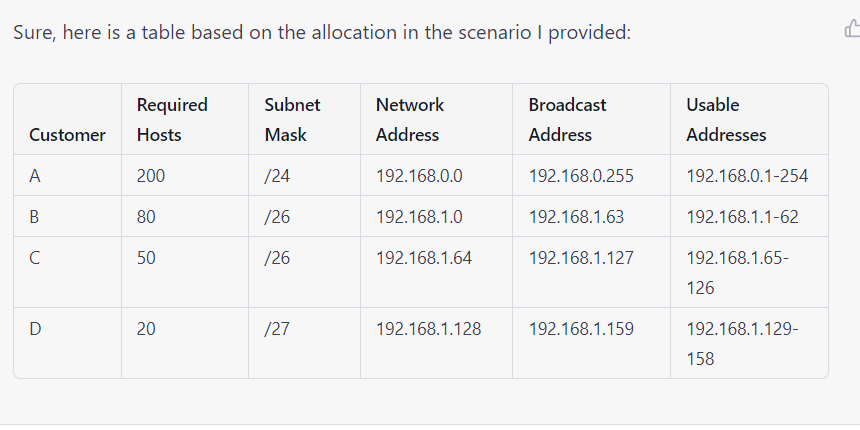 Sure, here is a table based on the allocation in the scenario I provided:
Required Subnet Network Broadcast Usable
Customer Hosts Mask Address Address Addresses
A 200 /24 192.168.0.0 192.168.0.255 192.168.0.1-254
B 80 /26 192.168.1.0 192.168.1.63 192.168.1.1-62
C 50 /26 192.168.1.64 192.168.1.127 192.168.1.65-
126
D 20 /27 192.168.1.128 192.168.1.159 192.168.1.129-
158